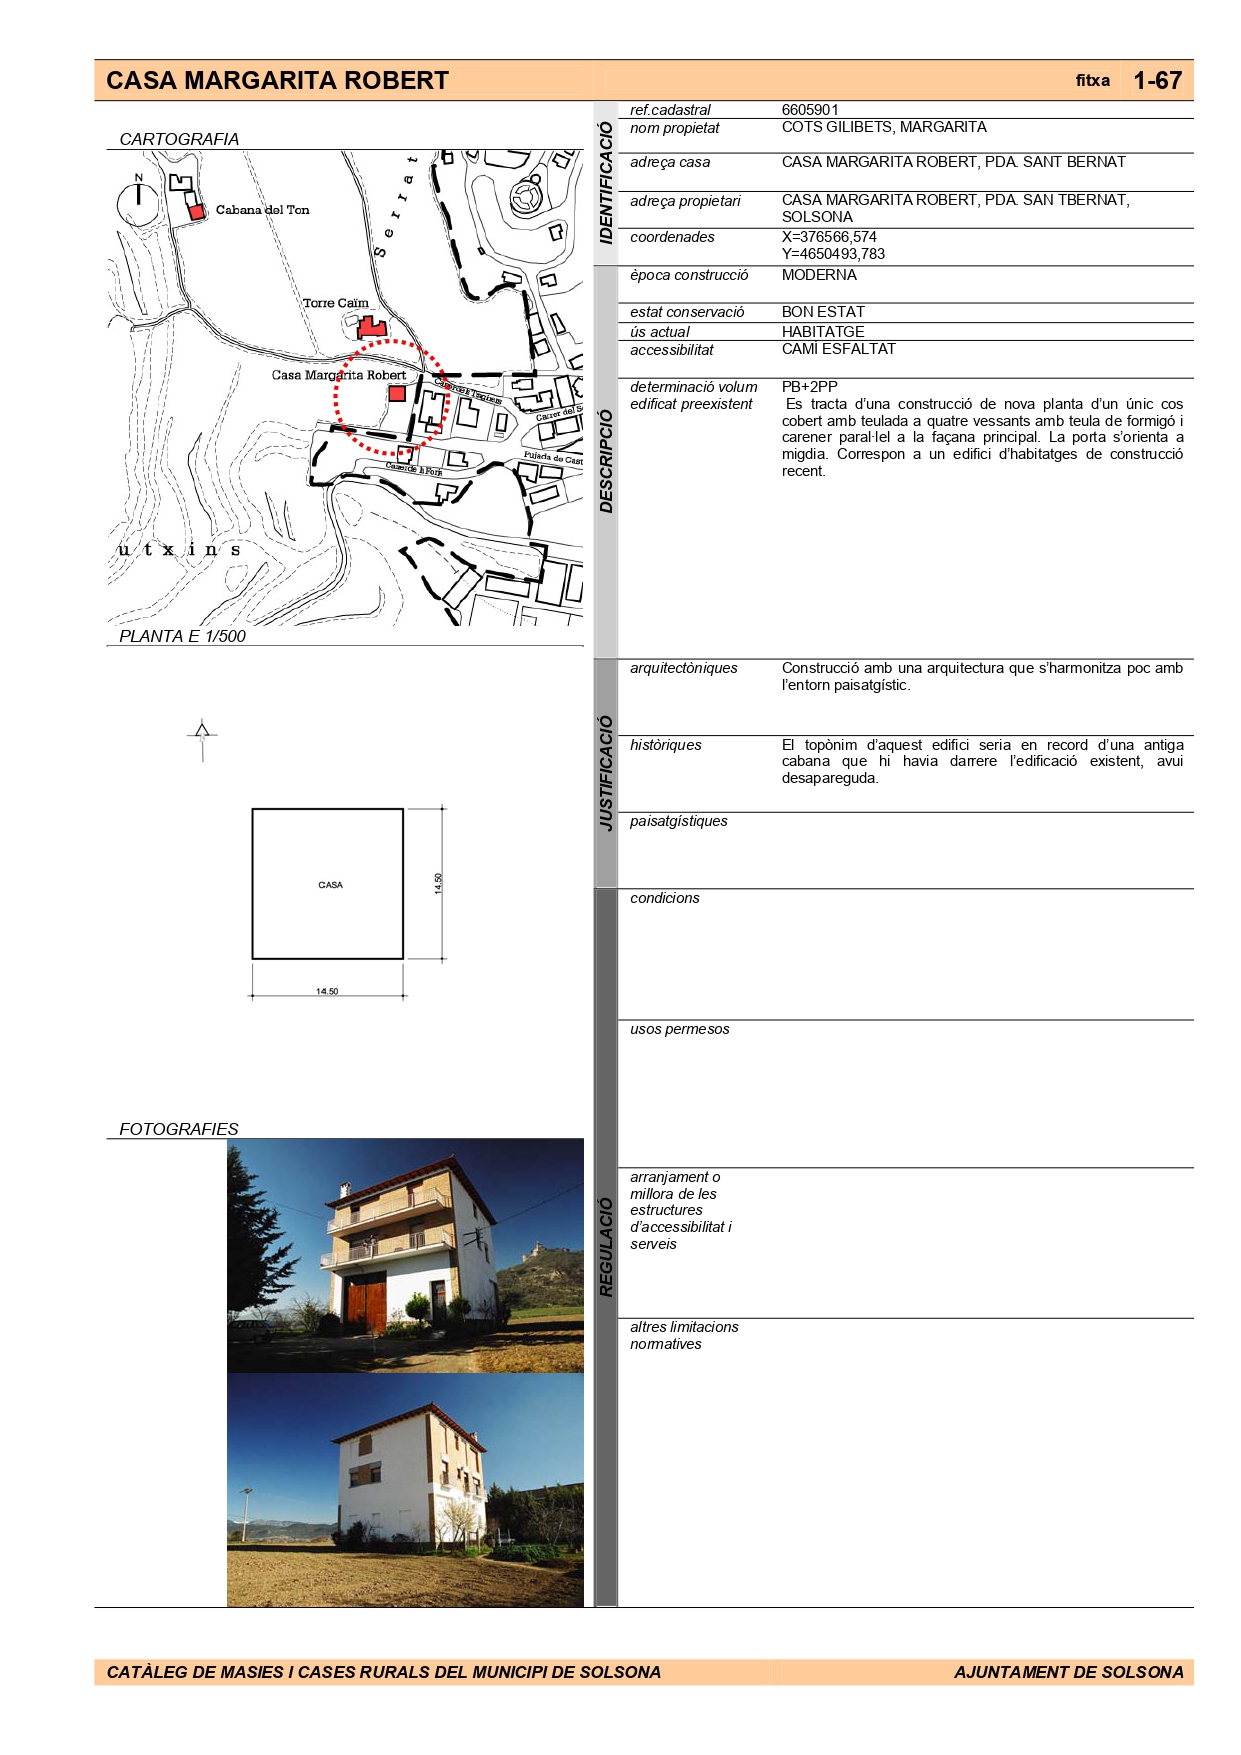 CASA MARGARITA ROBERT
fitxa 1-67
CARTOGRAFIA
N
Cabana del Ton
Serrat
Torre Caïm
Casa Margarita Robert
Carrer del S
Pujada de Cast
utxins
PLANTA E 1/500
CASA
14.50
14.50
FOTOGRAFIES
IDENTIFICACIÓ
ref.cadastral 6605901
nom propietat COTS GILIBETS, MARGARITA
adreça casa CASA MARGARITA ROBERT, PDA. SANT BERNAT
adreça propietari CASA MARGARITA ROBERT, PDA. SAN TBERNAT,
SOLSONA
coordenades X=376566,574
Y=4650493,783
DESCRIPCIÓ
època construcció MODERNA
estat conservació BON ESTAT
ús actual HABITATGE
accessibilitat CAMÍ ESFALTAT
determinació volum PB+2PP
edificat preexistent Es tracta d’una construcció de nova planta d’un únic cos
cobert amb teulada a quatre vessants amb teula de formigó i
carener paral·lel a la façana principal. La porta s’orienta a
migdia. Correspon a un edifici d’habitatges de construcció
recent.
JUSTIFICACIÓ
arquitectòniques Construcció amb una arquitectura que s’harmonitza poc amb
l’entorn paisatgístic.
històriques El topònim d’aquest edifici seria en record d’una antiga
cabana que hi havia darrere l’edificació existent, avui
desapareguda.
paisatgístiques
REGULACIÓ
condicions
usos permesos
arranjament o
millora de les
estructures
d’accessibilitat i
serveis
altres limitacions
normatives
CATÀLEG DE MASIES I CASES RURALS DEL MUNICIPI DE SOLSONA
AJUNTAMENT DE SOLSONA